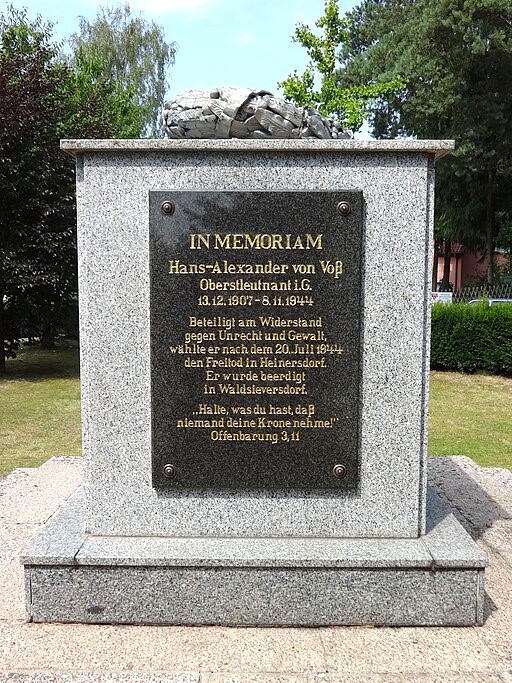 IN MEMORIAM
Hans-Alexander von Voß
Oberstleutnant i.G.
13.12.1907 - 8.11.1944
Beteiligt am Widerstand
gegen Unrecht und Gewalt,
wählte er nach dem 20. Juli 1944
den Freitod in Heinersdorf.
Er wurde beerdigt
in Waldsieversdorf.
„Halte, was du hast, daß
niemand deine Krone nehme!"
Offenbarung 3,11